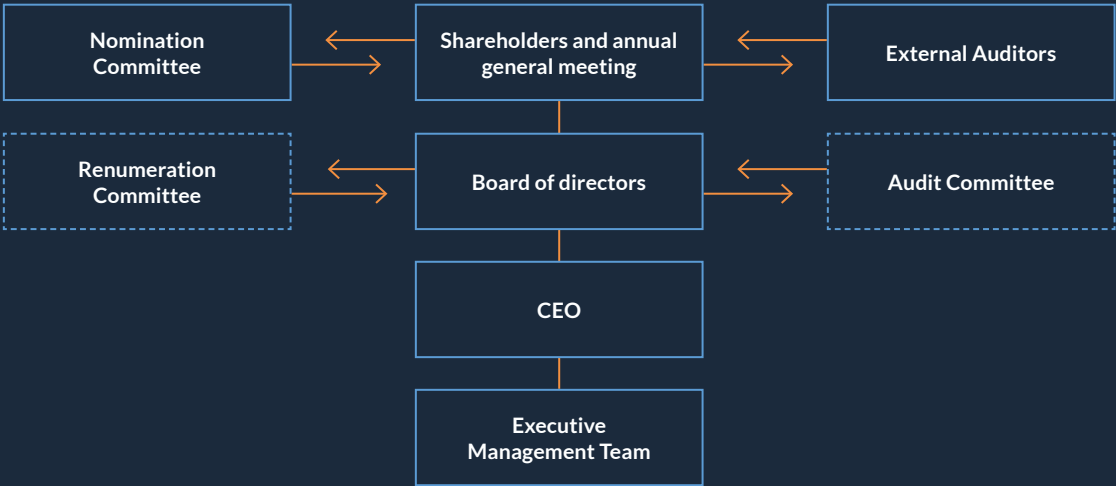 Nomination
Committee
Shareholders and annual
general meeting
External Auditors
Renumeration
Committee
Board of directors
Audit Committee
CEO
Executive
Management Team